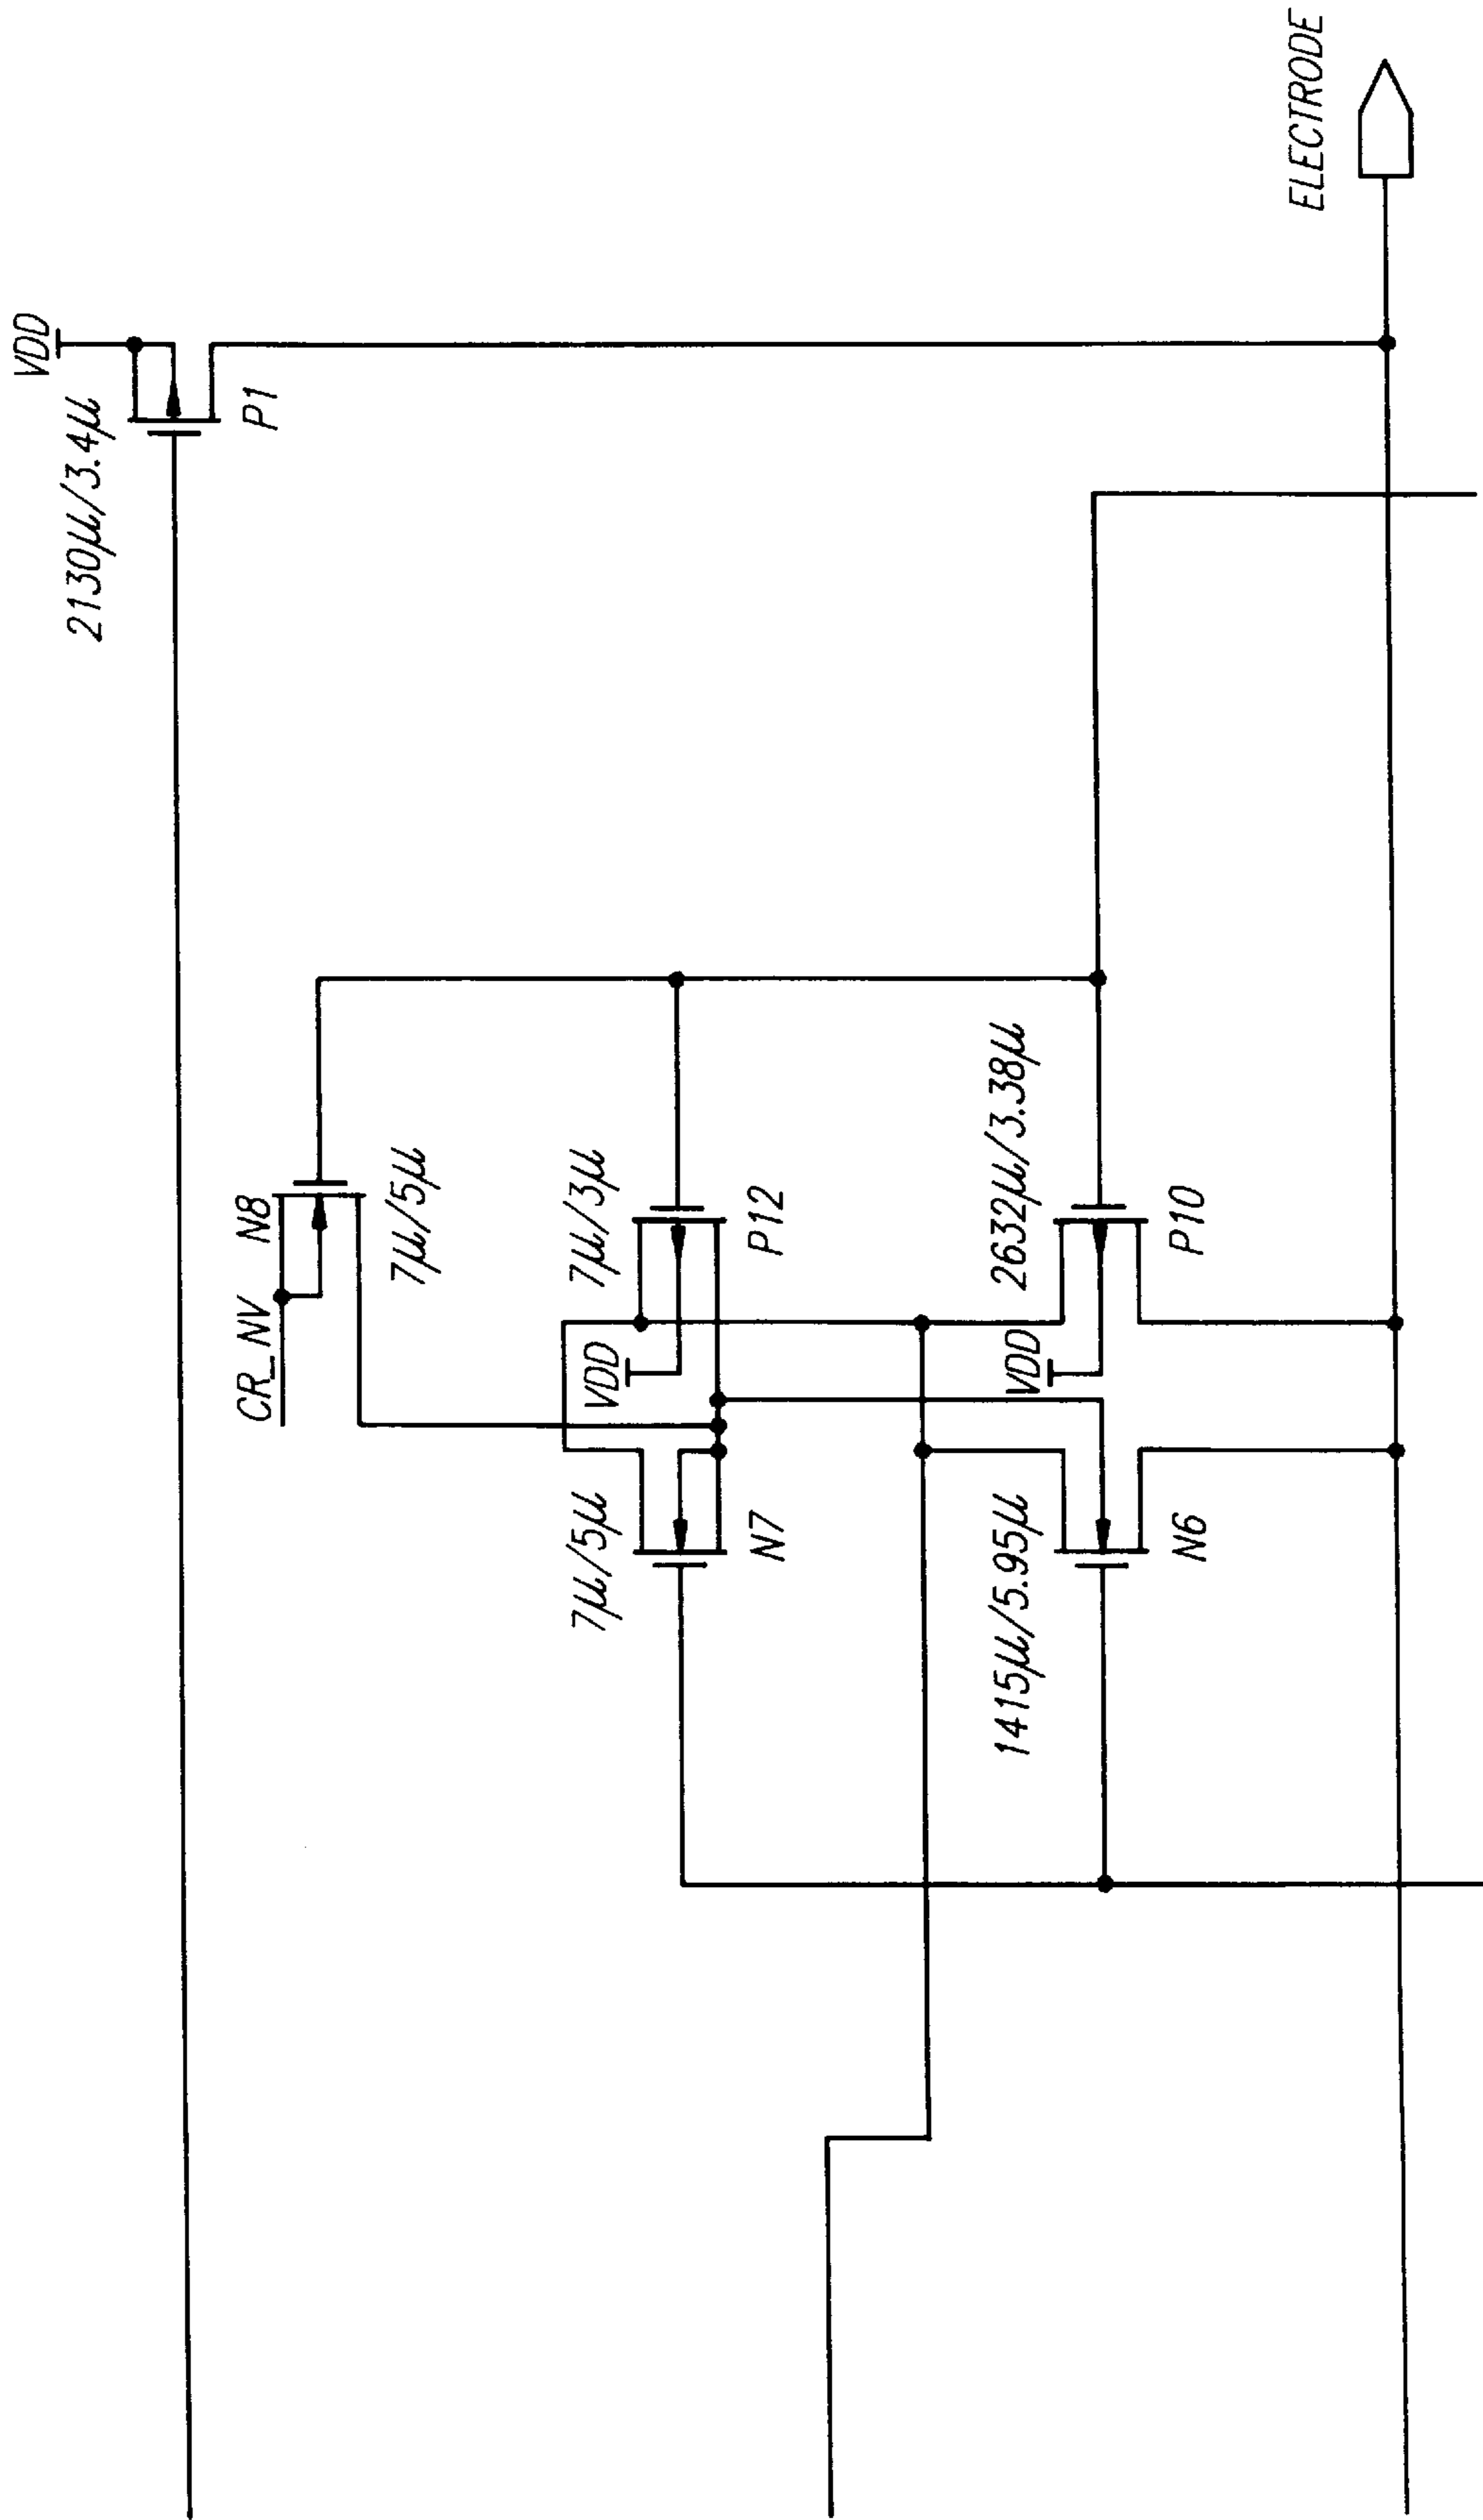 VDD
2130µ/3.4µ
P1
ELECTRODE
CR_NV
N8
7µ/5µ
7µ/3µ
P12
VDD
2632µ/3.38µ
P10
VDD
7µ/5µ
N7
1415µ/5.95µ
N6